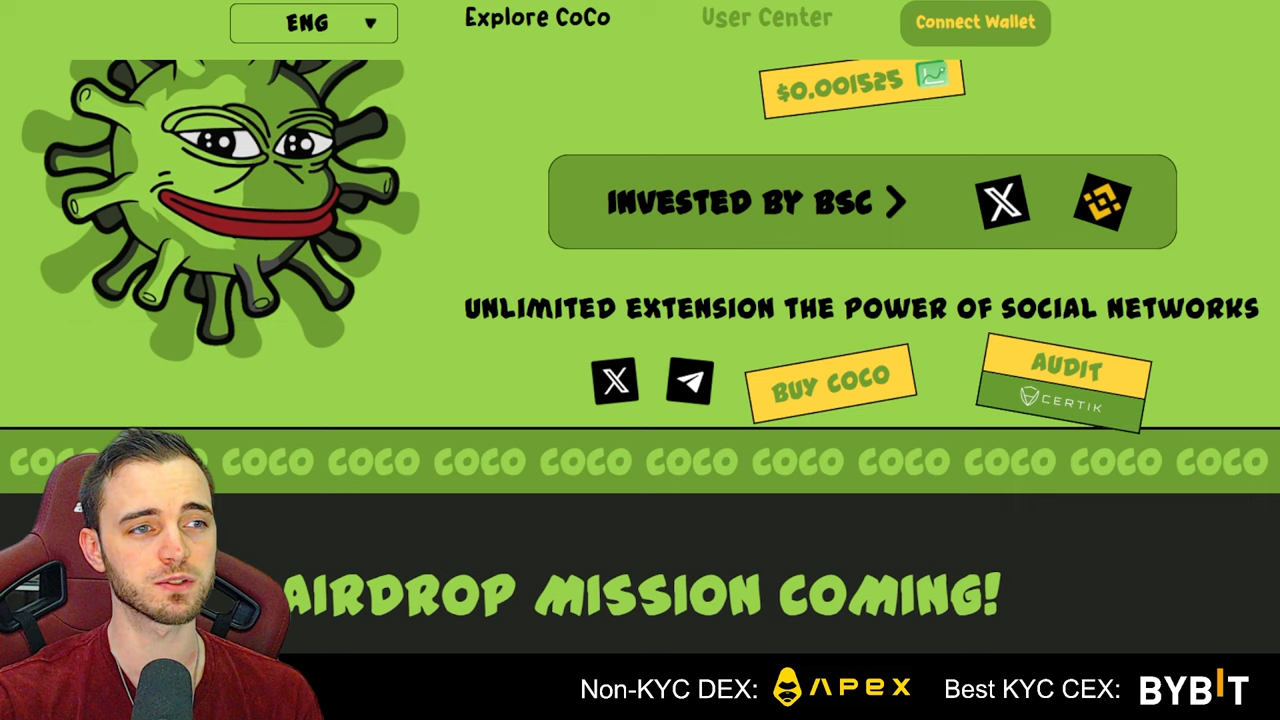 ENG
Explore CoCo
User Center
Connect Wallet
$0.001525
INVESTED BY BSC
X
UNLIMITED EXTENSION THE POWER OF SOCIAL NETWORKS
X
BUY COCO
AUDIT
CERTIK
COCO COCO COCO COCO COCO COCO COCO COCO COCO COCO
AIRDROP MISSION COMING!
Non-KYC DEX: APEX Best KYC CEX: BYBIT